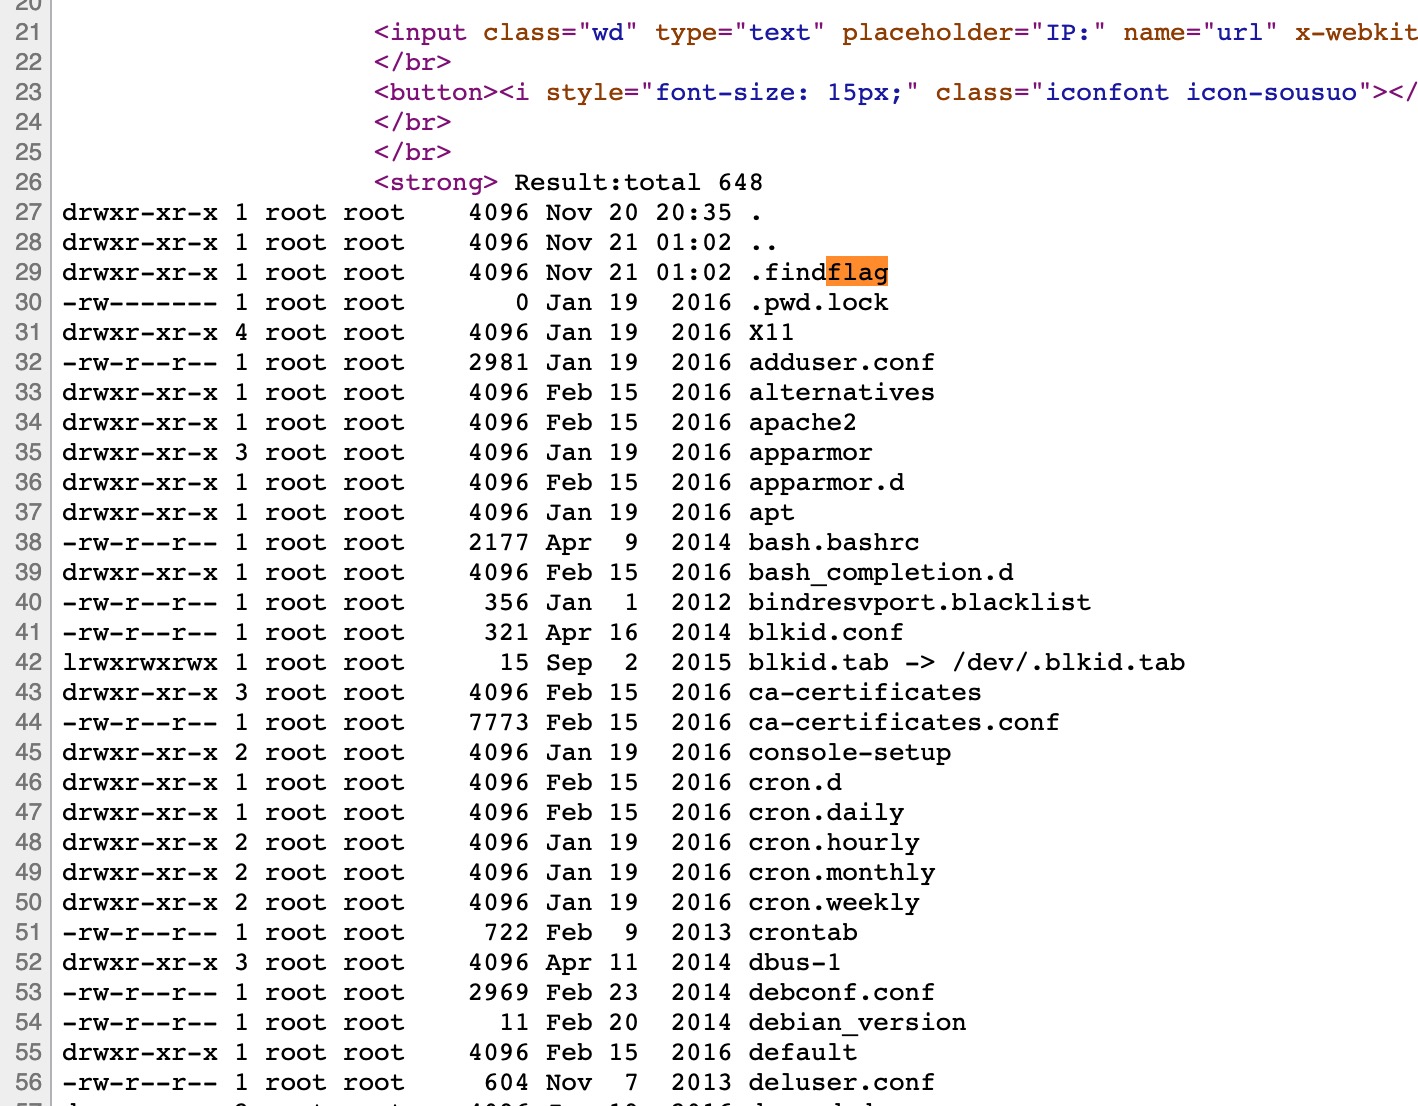 20
21 <input class="wd" type="text" placeholder="IP:" name="url" x-webkit
22 </br>
23 <button><i style="font-size: 15px;" class="iconfont icon-sousuo"></
24 </br>
25 </br>
26 <strong> Result:total 648
27 drwxr-xr-x 1 root root    4096 Nov 20 20:35 .
28 drwxr-xr-x 1 root root    4096 Nov 21 01:02 ..
29 drwxr-xr-x 1 root root    4096 Nov 21 01:02 .findflag
30 -rw------- 1 root root       0 Jan 19  2016 .pwd.lock
31 drwxr-xr-x 4 root root    4096 Jan 19  2016 X11
32 -rw-r--r-- 1 root root    2981 Jan 19  2016 adduser.conf
33 drwxr-xr-x 1 root root    4096 Feb 15  2016 alternatives
34 drwxr-xr-x 1 root root    4096 Feb 15  2016 apache2
35 drwxr-xr-x 3 root root    4096 Jan 19  2016 apparmor
36 drwxr-xr-x 1 root root    4096 Feb 15  2016 apparmor.d
37 drwxr-xr-x 1 root root    4096 Jan 19  2016 apt
38 -rw-r--r-- 1 root root    2177 Apr  9  2014 bash.bashrc
39 drwxr-xr-x 1 root root    4096 Feb 15  2016 bash_completion.d
40 -rw-r--r-- 1 root root     356 Jan  1  2012 bindresvport.blacklist
41 -rw-r--r-- 1 root root     321 Apr 16  2014 blkid.conf
42 lrwxrwxrwx 1 root root      15 Sep  2  2015 blkid.tab -> /dev/.blkid.tab
43 drwxr-xr-x 3 root root    4096 Feb 15  2016 ca-certificates
44 -rw-r--r-- 1 root root    7773 Feb 15  2016 ca-certificates.conf
45 drwxr-xr-x 2 root root    4096 Jan 19  2016 console-setup
46 drwxr-xr-x 1 root root    4096 Feb 15  2016 cron.d
47 drwxr-xr-x 1 root root    4096 Feb 15  2016 cron.daily
48 drwxr-xr-x 2 root root    4096 Jan 19  2016 cron.hourly
49 drwxr-xr-x 2 root root    4096 Jan 19  2016 cron.monthly
50 drwxr-xr-x 2 root root    4096 Jan 19  2016 cron.weekly
51 -rw-r--r-- 1 root root     722 Feb  9  2013 crontab
52 drwxr-xr-x 3 root root    4096 Apr 11  2014 dbus-1
53 -rw-r--r-- 1 root root    2969 Feb 23  2014 debconf.conf
54 -rw-r--r-- 1 root root      11 Feb 20  2014 debian_version
55 drwxr-xr-x 1 root root    4096 Feb 15  2016 default
56 -rw-r--r-- 1 root root     604 Nov  7  2013 deluser.conf